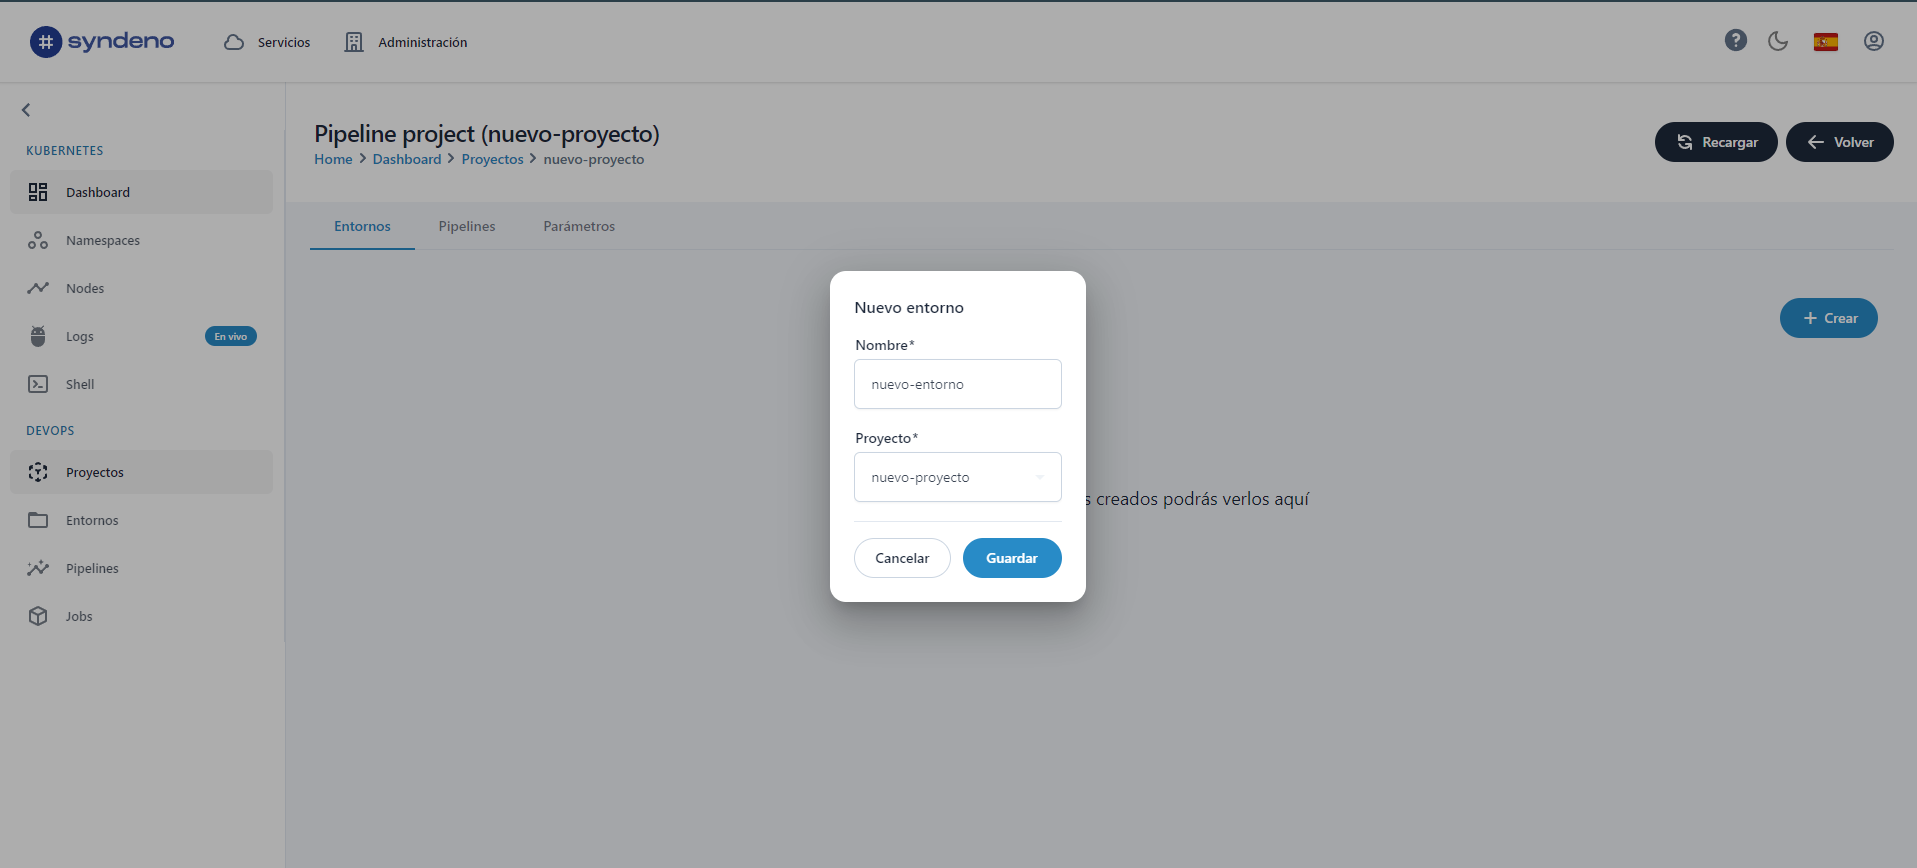 syndeno
Servicios
Administración
KUBERNETES
Dashboard
Namespaces
Nodes
Logs
En vivo
Shell
DEVOPS
Proyectos
Entornos
Pipelines
Jobs
Pipeline project (nuevo-proyecto)
Home > Dashboard > Proyectos > nuevo-proyecto
Recargar
Volver
Entornos
Pipelines
Parámetros
+ Crear
creados podrás verlos aquí
Nuevo entorno
Nombre*
nuevo-entorno
Proyecto*
nuevo-proyecto
Cancelar
Guardar